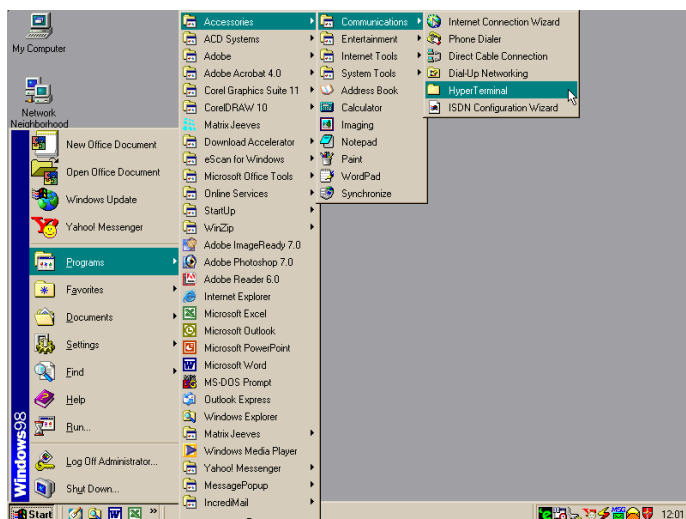 My Computer
Network
Neighborhood
New Office Document
Open Office Document
Windows Update
Yahoo! Messenger
Programs
Favorites
Documents
Settings
Find
Help
Run...
Log Off Administrator...
Shut Down...
Windows98
Accessories
ACD Systems
Adobe
Adobe Acrobat 4.0
Corel Graphics Suite 11
CorelDRAW 10
Matrix Jeeves
Download Accelerator
eScan for Windows
Microsoft Office Tools
Online Services
StartUp
WinZip
Adobe ImageReady 7.0
Adobe Photoshop 7.0
Adobe Reader 6.0
Internet Explorer
Microsoft Excel
Microsoft Outlook
Microsoft PowerPoint
Microsoft Word
MS-DOS Prompt
Outlook Express
Windows Explorer
Matrix Jeeves
Windows Media Player
Yahoo! Messenger
MessagePopup
IncrediMail
Communications
Entertainment
Internet Tools
System Tools
Address Book
Calculator
Imaging
Notepad
Paint
WordPad
Synchronize
Internet Connection Wizard
Phone Dialer
Direct Cable Connection
Dial-Up Networking
HyperTerminal
ISDN Configuration Wizard
Start
»
MSG
12:01